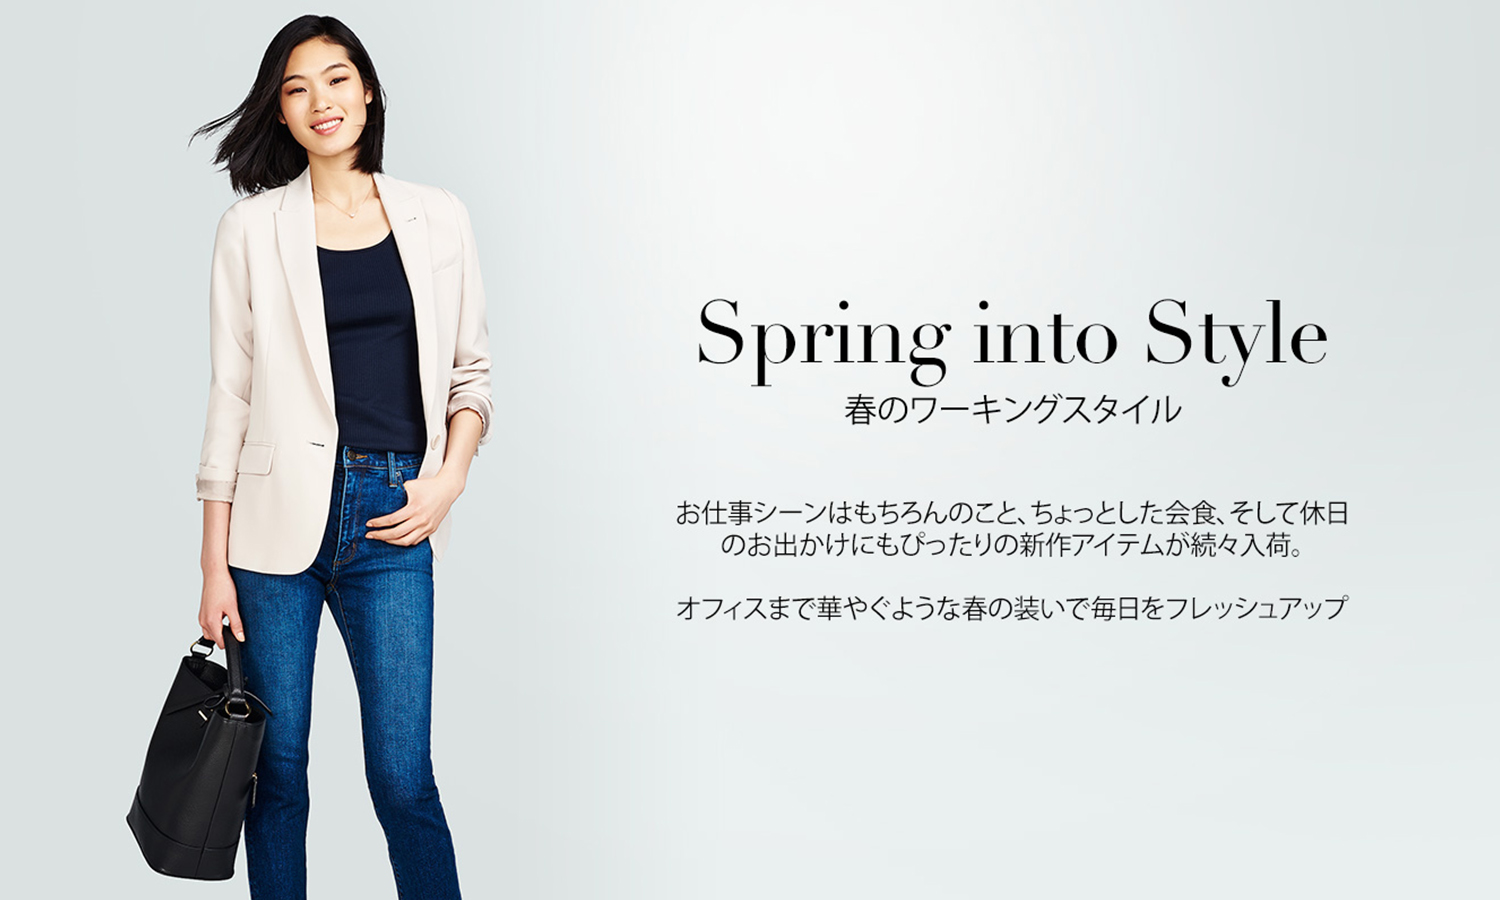 Spring into Style
春のワーキングスタイル
お仕事シーンはもちろんのこと、ちょっとした会食、そして休日
のお出かけにもぴったりの新作アイテムが続々入荷。
オフィスまで華やぐような春の装いで毎日をフレッシュアップ